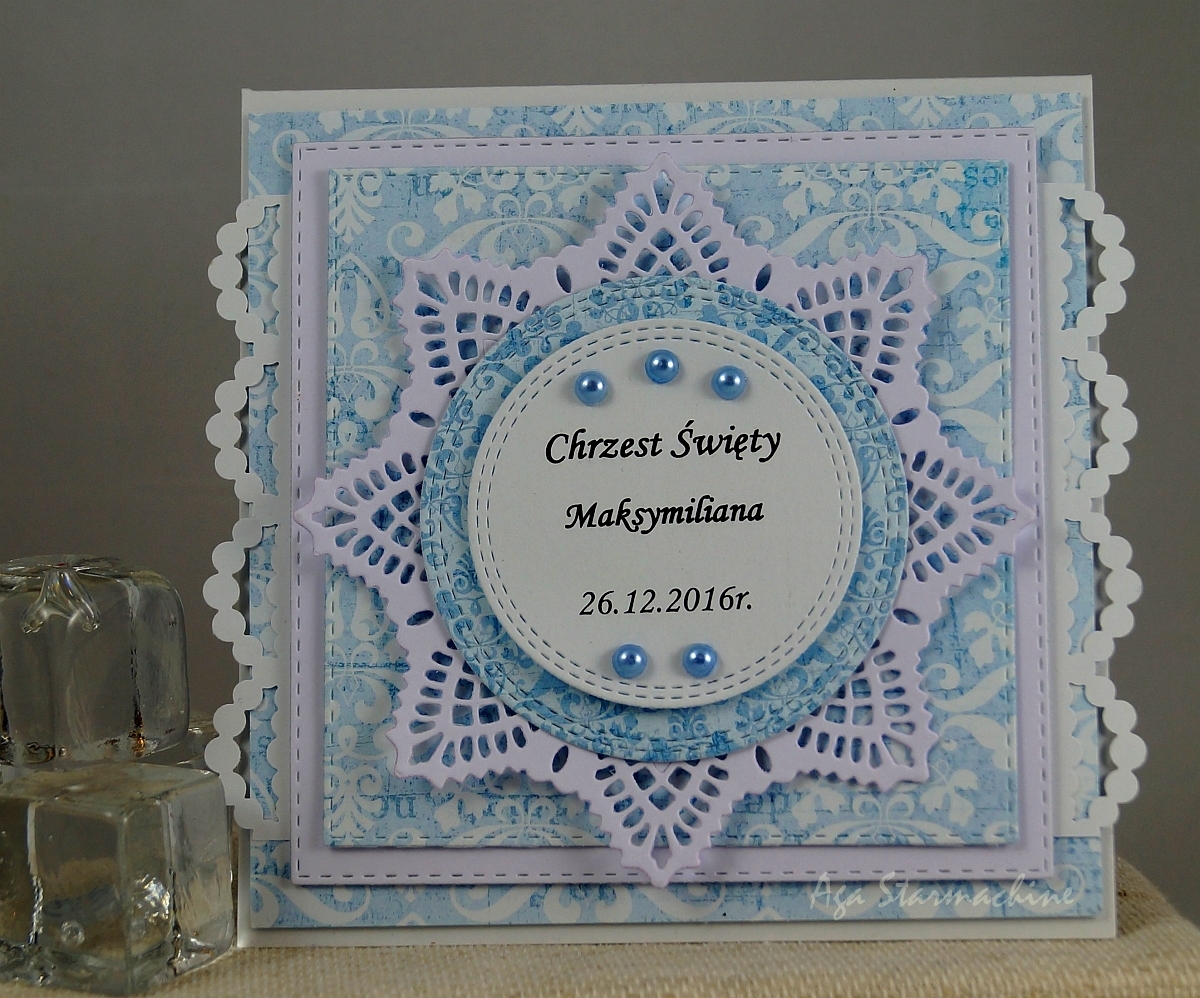 Chrzest Święty
Maksymiliana
26.12.2016r.
Aga Starmachine